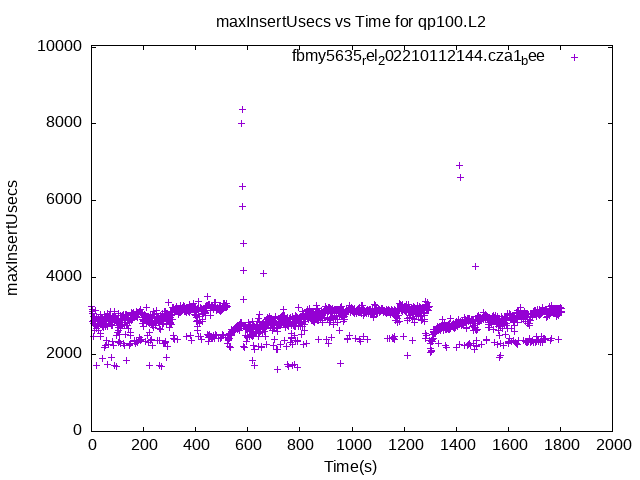 maxInsertUsecs vs Time for qp100.L2
fbmy5635rel202210112144.cza1bee
10000
8000
6000
4000
2000
0
maxInsertUsecs
0 200 400 600 800 1000 1200 1400 1600 1800 2000
Time(s)